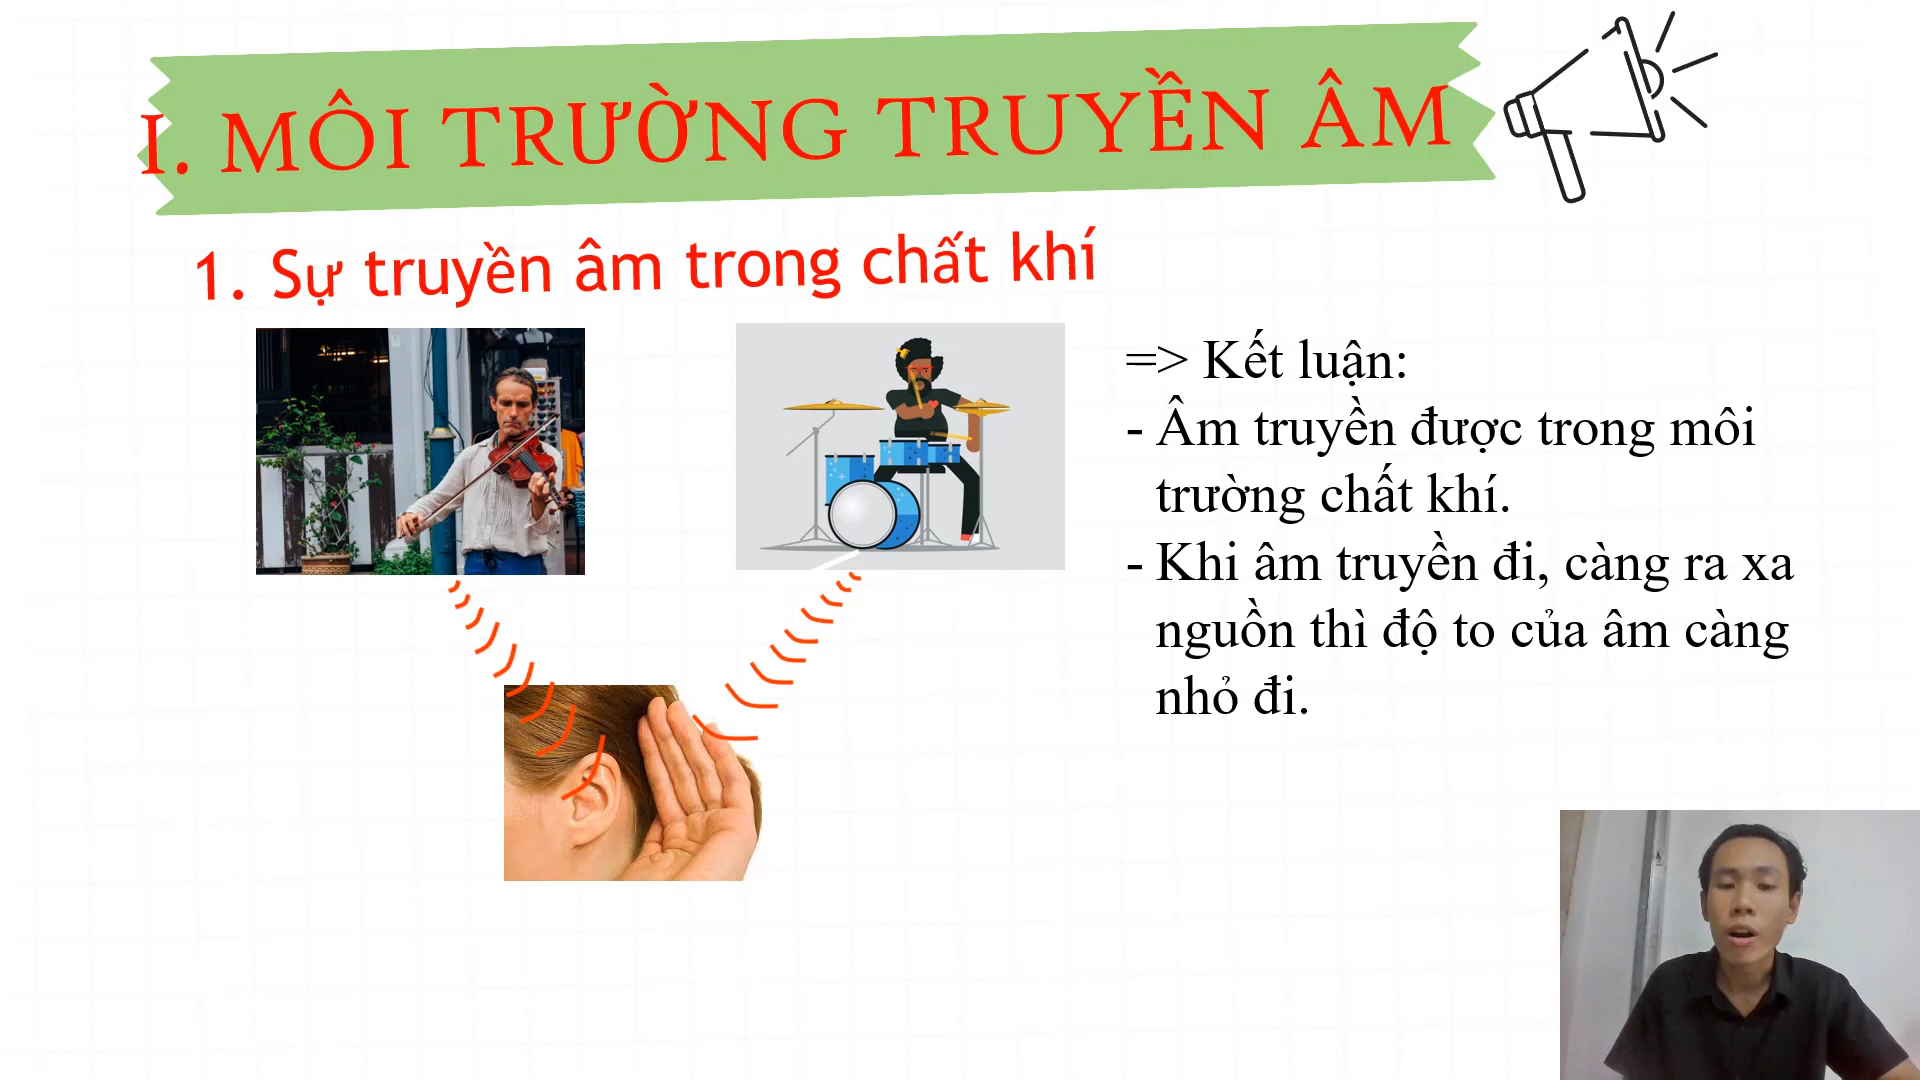 I. MÔI TRƯỜNG TRUYỀN ÂM
1. Sự truyền âm trong chất khí
=> Kết luận:
- Âm truyền được trong môi
trường chất khí.
- Khi âm truyền đi, càng ra xa
nguồn thì độ to của âm càng
nhỏ đi.